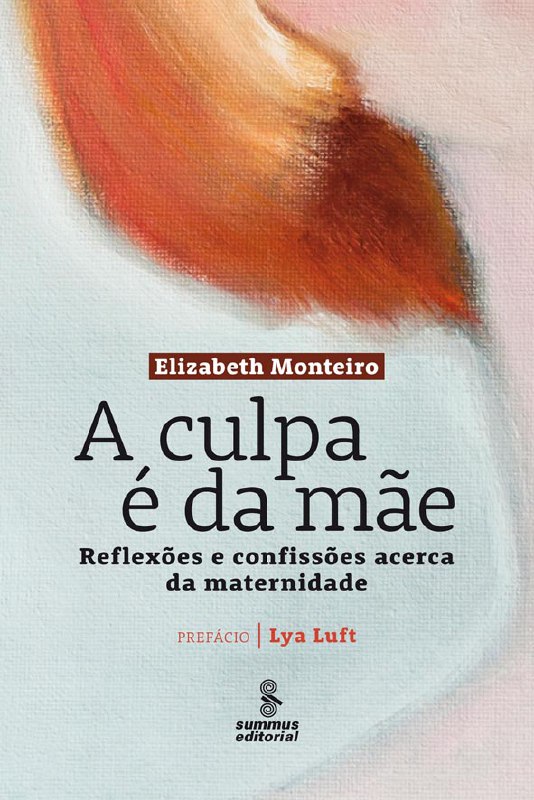 Elizabeth Monteiro
A culpa
é da mãe
Reflexões e confissões acerca
da maternidade
PREFÁCIO | Lya Luft
summus
editorial